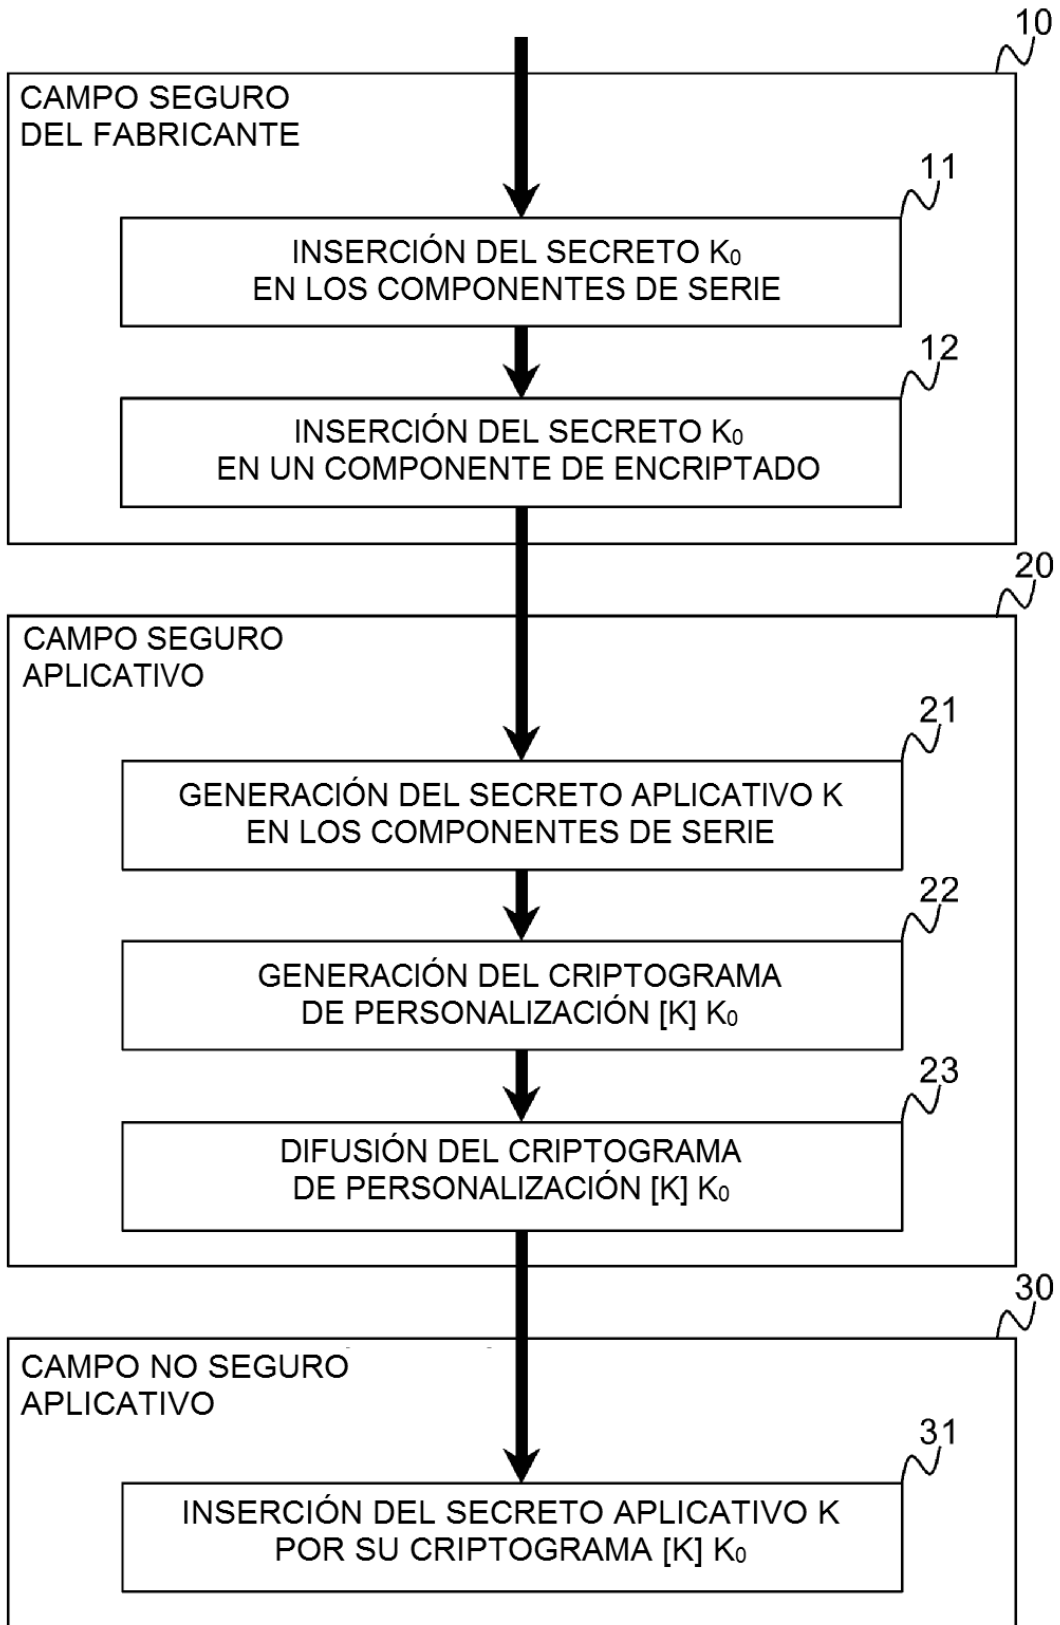 10
CAMPO SEGURO
DEL FABRICANTE
11
INSERCIÓN DEL SECRETO K₀
EN LOS COMPONENTES DE SERIE
12
INSERCIÓN DEL SECRETO K₀
EN UN COMPONENTE DE ENCRIPTADO
20
CAMPO SEGURO
APLICATIVO
21
GENERACIÓN DEL SECRETO APLICATIVO K
EN LOS COMPONENTES DE SERIE
22
GENERACIÓN DEL CRIPTOGRAMA
DE PERSONALIZACIÓN [K] K₀
23
DIFUSIÓN DEL CRIPTOGRAMA
DE PERSONALIZACIÓN [K] K₀
30
CAMPO NO SEGURO
APLICATIVO
31
INSERCIÓN DEL SECRETO APLICATIVO K
POR SU CRIPTOGRAMA [K] K₀